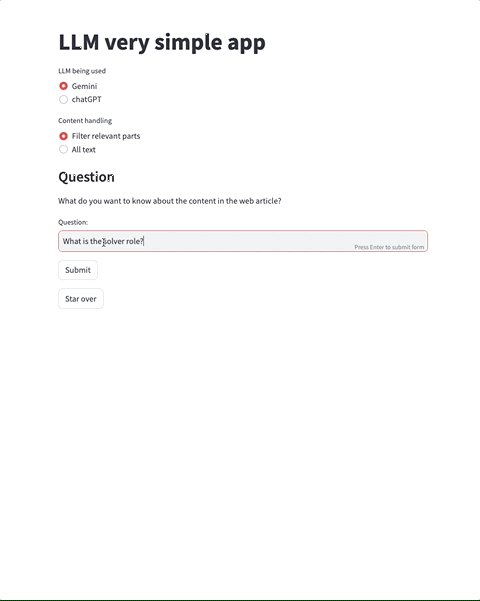 LLM very simple app
LLM being used
Gemini
chatGPT
Content handling
Filter relevant parts
All text
Question
What do you want to know about the content in the web article?
Question:
What is the solver role?
Press Enter to submit form
Submit
Star over